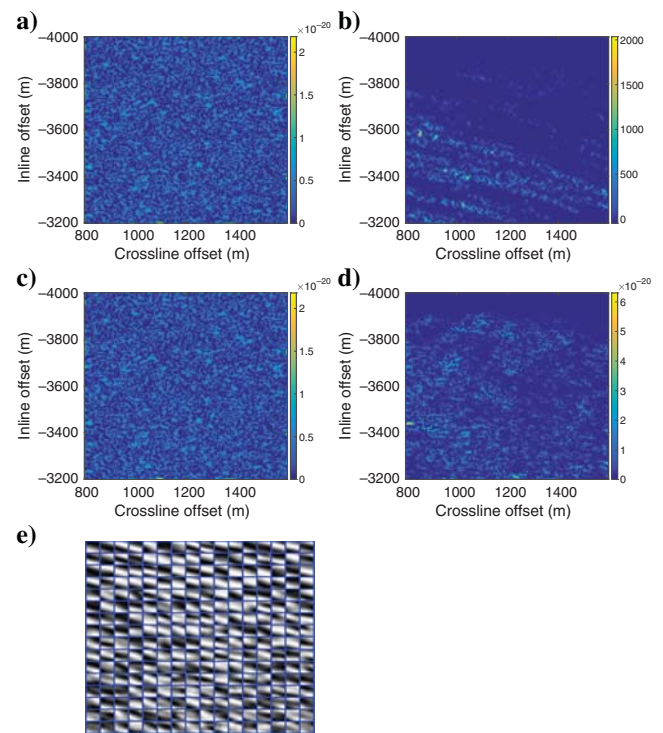 a)
×10⁻²⁰
–4000
–3800
–3600
–3400
–3200
Inline offset (m)
800 1000 1200 1400
Crossline offset (m)
2
1.5
1
0.5
0
b)
–4000
–3800
–3600
–3400
–3200
Inline offset (m)
800 1000 1200 1400
Crossline offset (m)
2000
1500
1000
500
0
c)
×10⁻²⁰
–4000
–3800
–3600
–3400
–3200
Inline offset (m)
800 1000 1200 1400
Crossline offset (m)
2
1.5
1
0.5
0
d)
×10⁻²⁰
–4000
–3800
–3600
–3400
–3200
Inline offset (m)
800 1000 1200 1400
Crossline offset (m)
6
5
4
3
2
1
0
e)